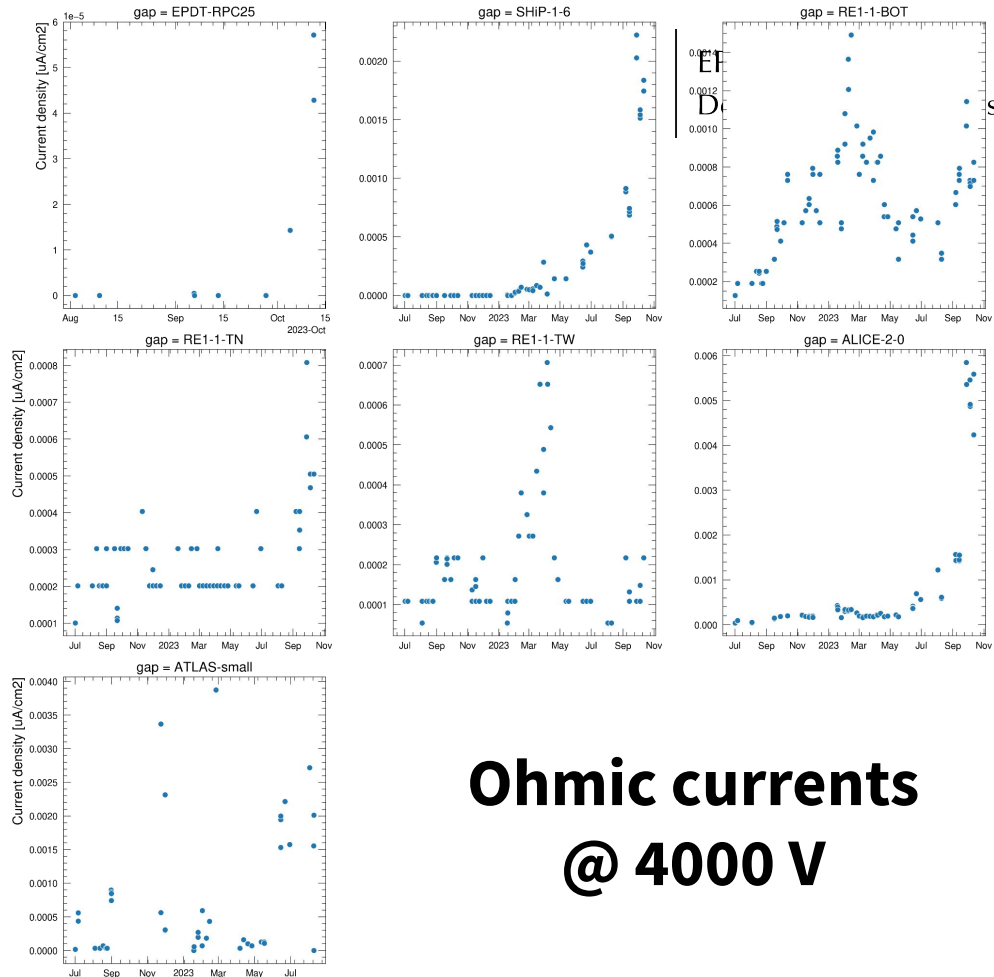 gap = EPDT-RPC25
gap = SHiP-1-6
gap = RE1-1-BOT
1e−5
Current density [uA/cm2]
6
5
4
3
2
1
0
Aug 15 Sep 15 Oct 15
2023-Oct
0.0020
0.0015
0.0010
0.0005
0.0000
Jul Sep Nov 2023 Mar May Jul Sep Nov
0.0014
0.0012
0.0010
0.0008
0.0006
0.0004
0.0002
Jul Sep Nov 2023 Mar May Jul Sep Nov
s
gap = RE1-1-TN
gap = RE1-1-TW
gap = ALICE-2-0
Current density [uA/cm2]
0.0008
0.0007
0.0006
0.0005
0.0004
0.0003
0.0002
0.0001
Jul Sep Nov 2023 Mar May Jul Sep Nov
0.0007
0.0006
0.0005
0.0004
0.0003
0.0002
0.0001
Jul Sep Nov 2023 Mar May Jul Sep Nov
0.006
0.005
0.004
0.003
0.002
0.001
0.000
Jul Sep Nov 2023 Mar May Jul Sep Nov
gap = ATLAS-small
Current density [uA/cm2]
0.0040
0.0035
0.0030
0.0025
0.0020
0.0015
0.0010
0.0005
0.0000
Jul Sep Nov 2023 Mar May Jul
Ohmic currents
@ 4000 V